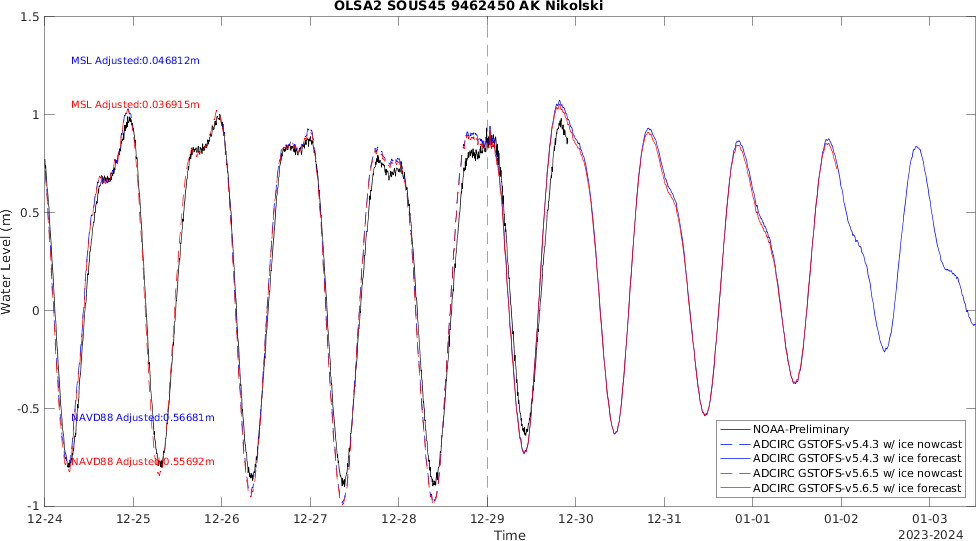 OLSA2 SOUS45 9462450 AK Nikolski
1.5
MSL Adjusted:0.046812m
MSL Adjusted:0.036915m
1
0.5
Water Level (m)
0
-0.5
NAVD88 Adjusted:0.56681m
NAVD88 Adjusted:0.55692m
-1
NOAA-Preliminary
ADCIRC GSTOFS-v5.4.3 w/ ice nowcast
ADCIRC GSTOFS-v5.4.3 w/ ice forecast
ADCIRC GSTOFS-v5.6.5 w/ ice nowcast
ADCIRC GSTOFS-v5.6.5 w/ ice forecast
12-24 12-25 12-26 12-27 12-28 12-29 12-30 12-31 01-01 01-02 01-03
Time
2023-2024